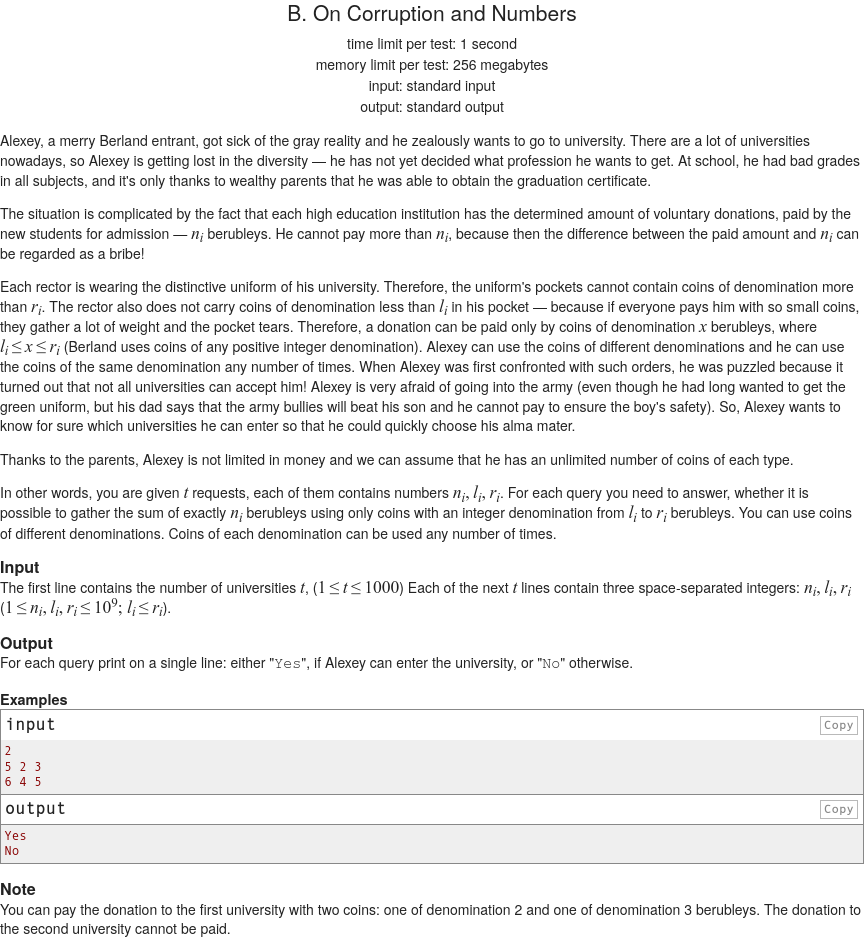 B. On Corruption and Numbers
time limit per test: 1 second
memory limit per test: 256 megabytes
input: standard input
output: standard output
Alexey, a merry Berland entrant, got sick of the gray reality and he zealously wants to go to university. There are a lot of universities
nowadays, so Alexey is getting lost in the diversity — he has not yet decided what profession he wants to get. At school, he had bad grades
in all subjects, and it's only thanks to wealthy parents that he was able to obtain the graduation certificate.
The situation is complicated by the fact that each high education institution has the determined amount of voluntary donations, paid by the
new students for admission — n_i berubleys. He cannot pay more than n_i, because then the difference between the paid amount and n_i can
be regarded as a bribe!
Each rector is wearing the distinctive uniform of his university. Therefore, the uniform's pockets cannot contain coins of denomination more
than r_i. The rector also does not carry coins of denomination less than l_i in his pocket — because if everyone pays him with so small coins,
they gather a lot of weight and the pocket tears. Therefore, a donation can be paid only by coins of denomination x berubleys, where
l_i ≤ x ≤ r_i (Berland uses coins of any positive integer denomination). Alexey can use the coins of different denominations and he can use
the coins of the same denomination any number of times. When Alexey was first confronted with such orders, he was puzzled because it
turned out that not all universities can accept him! Alexey is very afraid of going into the army (even though he had long wanted to get the
green uniform, but his dad says that the army bullies will beat his son and he cannot pay to ensure the boy's safety). So, Alexey wants to
know for sure which universities he can enter so that he could quickly choose his alma mater.
Thanks to the parents, Alexey is not limited in money and we can assume that he has an unlimited number of coins of each type.
In other words, you are given t requests, each of them contains numbers n_i, l_i, r_i. For each query you need to answer, whether it is
possible to gather the sum of exactly n_i berubleys using only coins with an integer denomination from l_i to r_i berubleys. You can use coins
of different denominations. Coins of each denomination can be used any number of times.
Input
The first line contains the number of universities t, (1 ≤ t ≤ 1000) Each of the next t lines contain three space-separated integers: n_i, l_i, r_i
(1 ≤ n_i, l_i, r_i ≤ 10^9; l_i ≤ r_i).
Output
For each query print on a single line: either "Yes", if Alexey can enter the university, or "No" otherwise.
Examples
input
Copy
2
5 2 3
6 4 5
output
Copy
Yes
No
Note
You can pay the donation to the first university with two coins: one of denomination 2 and one of denomination 3 berubleys. The donation to
the second university cannot be paid.